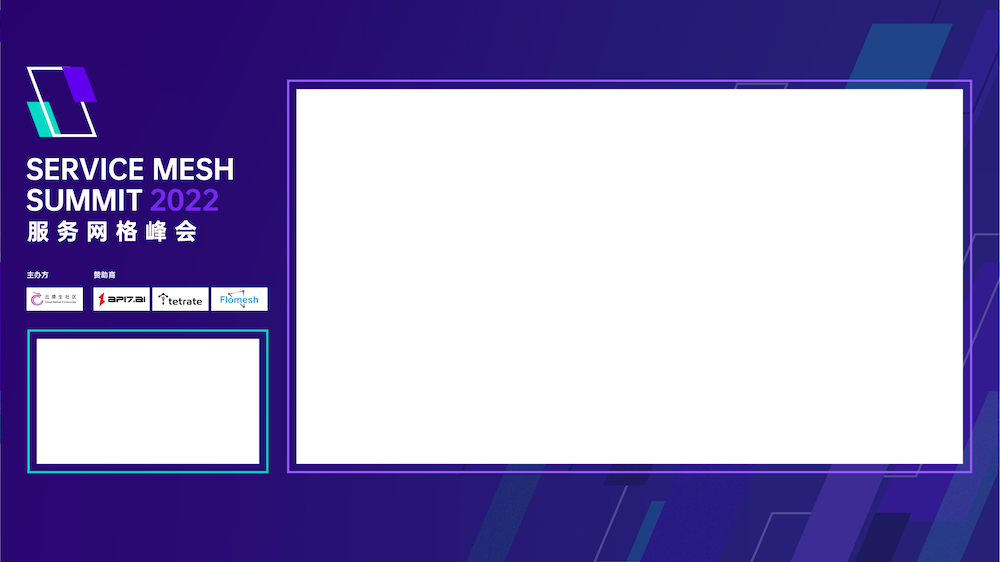 SERVICE MESH
SUMMIT 2022
服务网格峰会
主办方 赞助商
云原生社区
Cloud Native Community
API7.ai
tetrate
Flomesh